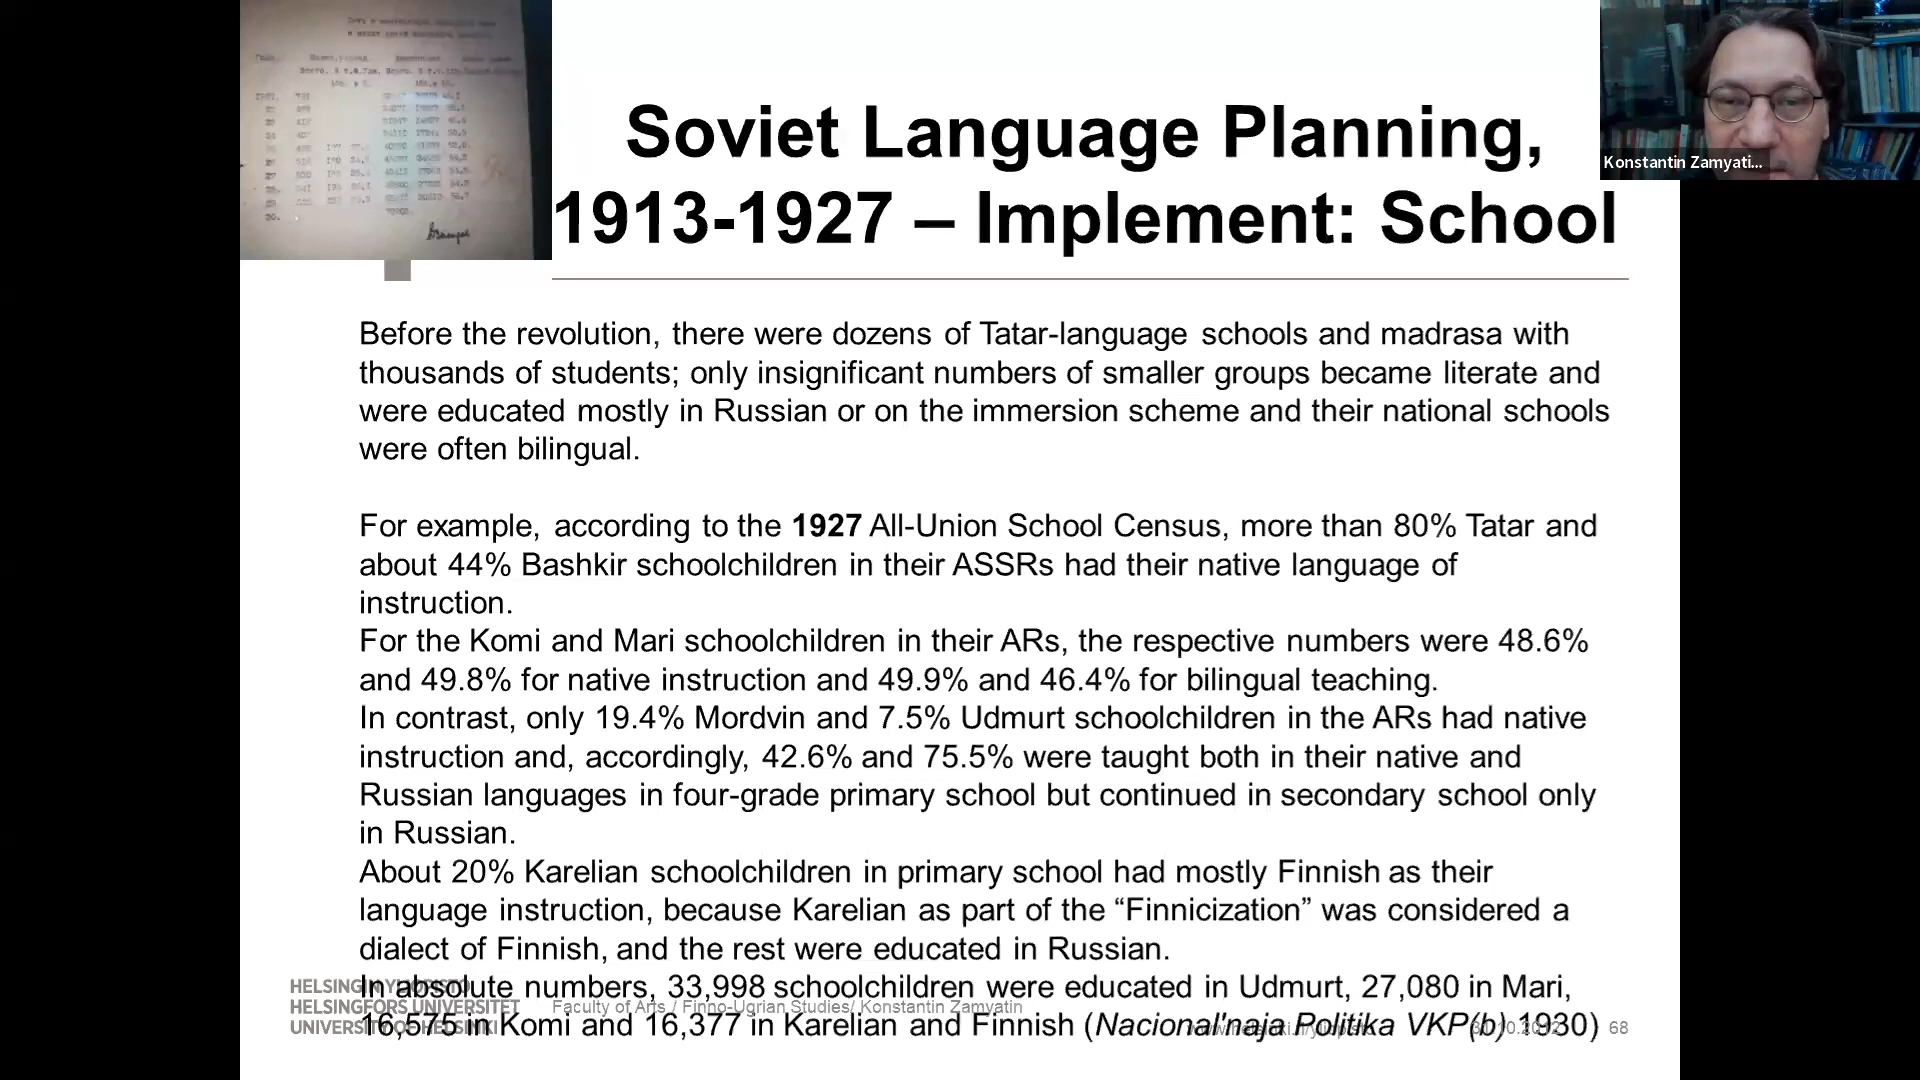 Soviet Language Planning,
1913-1927 – Implement: School
Konstantin Zamyati...
Before the revolution, there were dozens of Tatar-language schools and madrasa with
thousands of students; only insignificant numbers of smaller groups became literate and
were educated mostly in Russian or on the immersion scheme and their national schools
were often bilingual.
For example, according to the 1927 All-Union School Census, more than 80% Tatar and
about 44% Bashkir schoolchildren in their ASSRs had their native language of
instruction.
For the Komi and Mari schoolchildren in their ARs, the respective numbers were 48.6%
and 49.8% for native instruction and 49.9% and 46.4% for bilingual teaching.
In contrast, only 19.4% Mordvin and 7.5% Udmurt schoolchildren in the ARs had native
instruction and, accordingly, 42.6% and 75.5% were taught both in their native and
Russian languages in four-grade primary school but continued in secondary school only
in Russian.
About 20% Karelian schoolchildren in primary school had mostly Finnish as their
language instruction, because Karelian as part of the “Finnicization” was considered a
dialect of Finnish, and the rest were educated in Russian.
In absolute numbers, 33,998 schoolchildren were educated in Udmurt, 27,080 in Mari,
16,575 in Komi and 16,377 in Karelian and Finnish (Nacional'naja Politika VKP(b) 1930)
HELSINGIN YLIOPISTO
HELSINGFORS UNIVERSITET
UNIVERSITY OF HELSINKI
Faculty of Arts / Finno-Ugrian Studies/ Konstantin Zamyatin
www.helsinki.fi/yliopisto
31.10.2012
68